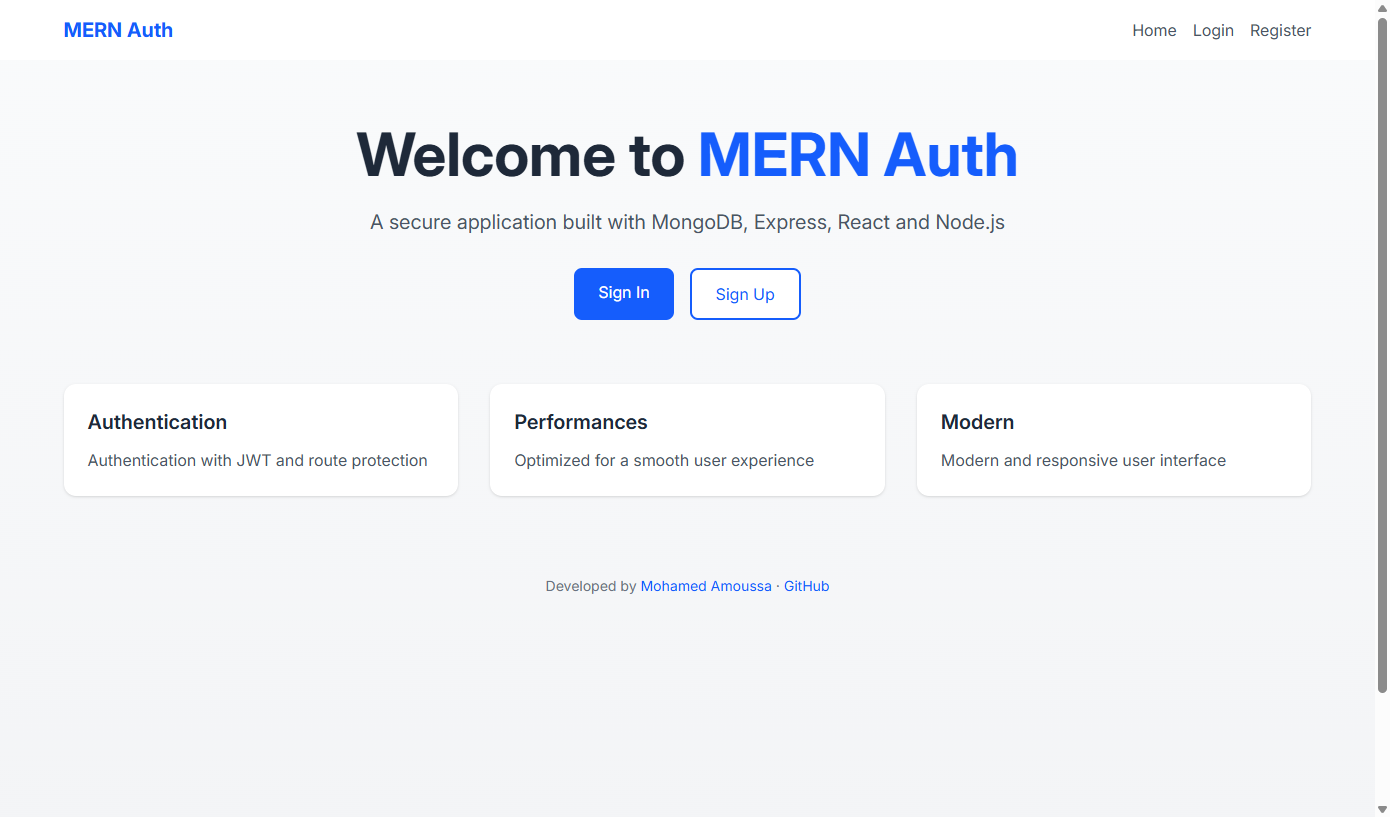 MERN Auth
Home Login Register
Welcome to MERN Auth
A secure application built with MongoDB, Express, React and Node.js
Sign In
Sign Up
Authentication
Authentication with JWT and route protection
Performances
Optimized for a smooth user experience
Modern
Modern and responsive user interface
Developed by Mohamed Amoussa · GitHub